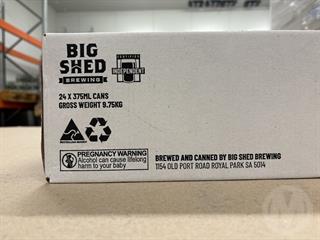 BIG
SHED
BREWING
CERTIFIED
INDEPENDENT
24 X 375ML CANS
GROSS WEIGHT 9.75KG
PREGNANCY WARNING
Alcohol can cause lifelong
harm to your baby
BREWED AND CANNED BY BIG SHED BREWING
1154 OLD PORT ROAD ROYAL PARK SA 5014